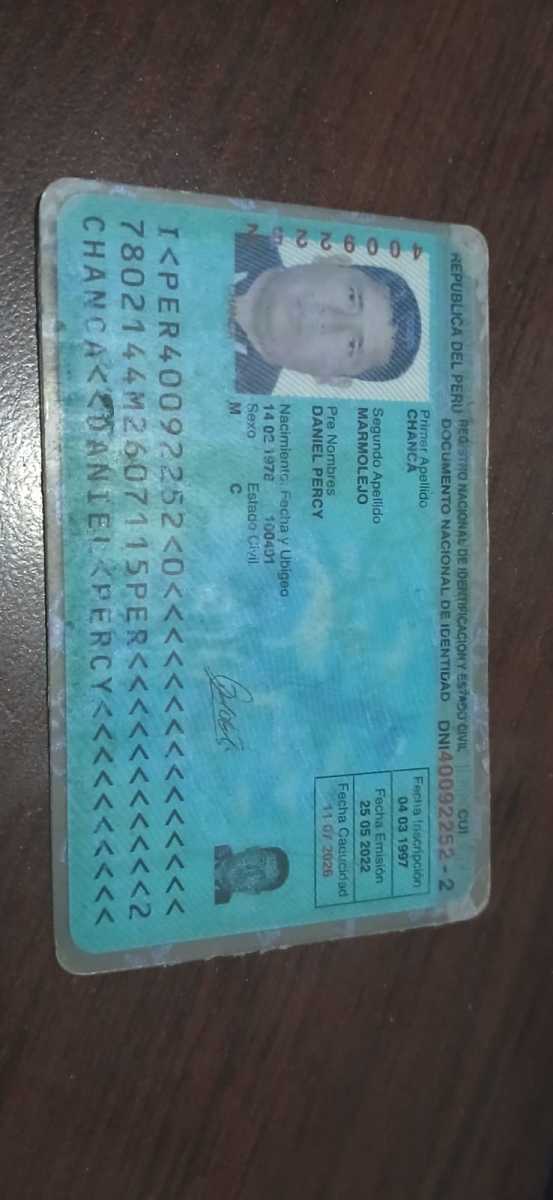 REPUBLICA DEL PERU REGISTRO NACIONAL DE IDENTIFICACION Y ESTADO CIVIL CUI
DOCUMENTO NACIONAL DE IDENTIDAD DNI 40092252 - 2
40092252
Primer Apellido
CHANCA
Segundo Apellido
MARMOLEJO
Pre Nombres
DANIEL PERCY
Nacimiento: Fecha y Ubigeo
14 02 1978 100401
Sexo Estado Civil
M C
Fecha Inscripción
04 03 1997
Fecha Emisión
25 05 2022
Fecha Caducidad
11 07 2026
I<PER40092252<0<<<<<<<<<<<<<<<
7802144M2607115PER<<<<<<<<<<<2
CHANCA<<DANIEL<PERCY<<<<<<<<<<